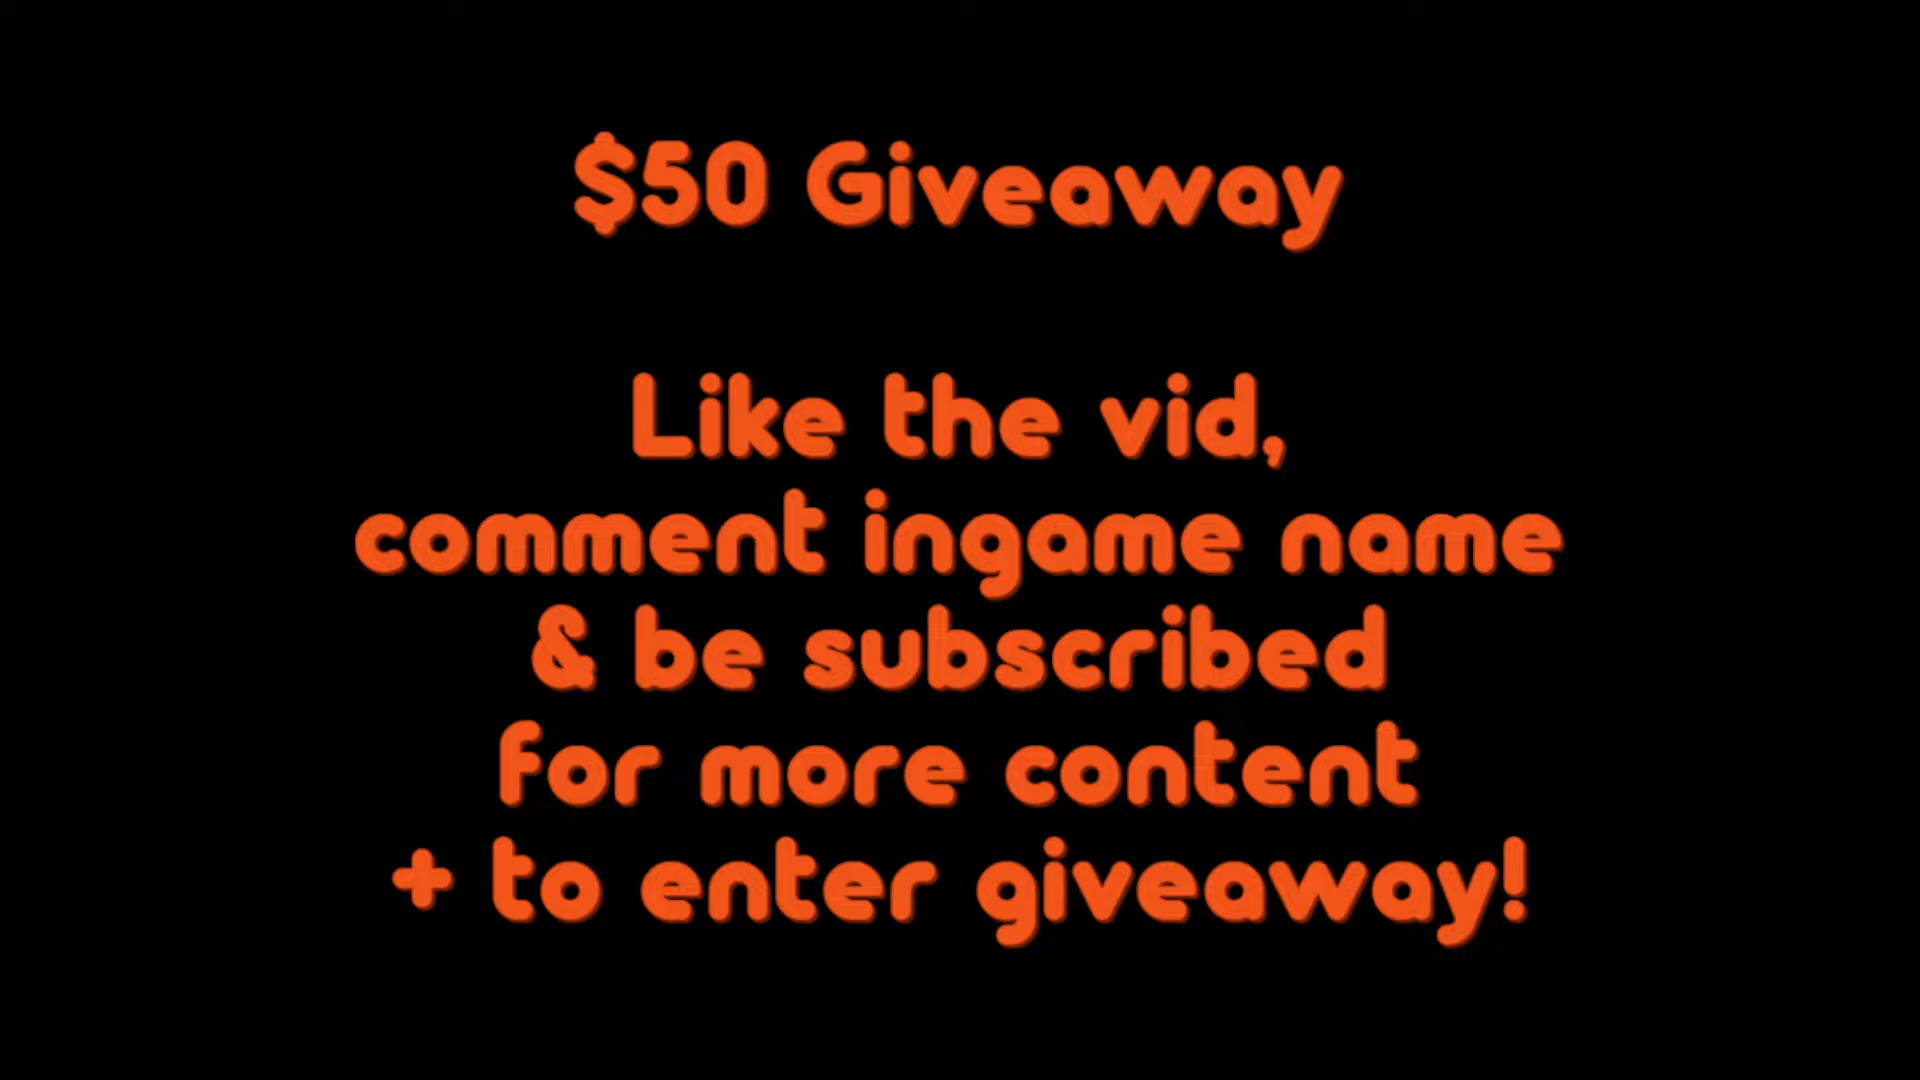 $50 Giveaway
Like the vid,
comment ingame name
& be subscribed
for more content
+ to enter giveaway!